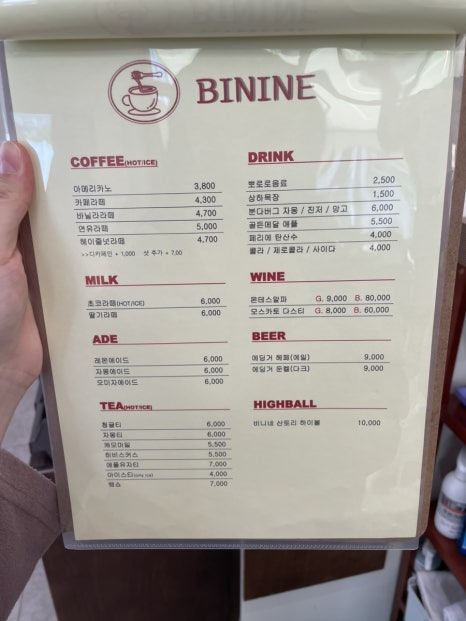 BININE
COFFEE(HOT/ICE)
아메리카노 3,800
카페라떼 4,300
바닐라라떼 4,700
연유라떼 5,000
헤이즐넛라떼 4,700
>>디카페인 + 1,000 샷 추가 + 7,00
MILK
초코라떼(HOT/ICE) 6,000
딸기라떼 6,000
ADE
레몬에이드 6,000
자몽에이드 6,000
오미자에이드 6,000
TEA(HOT/ICE)
청귤티 6,000
자몽티 6,000
캐모마일 5,500
히비스커스 5,500
애플유자티 7,000
아이스티(only ice) 4,000
뱅쇼 7,000
DRINK
뽀로로음료 2,500
상하목장 1,500
분다버그 자몽 / 진저 / 망고 6,000
골든메달 애플 5,500
페리에 탄산수 4,000
콜라 / 제로콜라 / 사이다 4,000
WINE
몬테스알파 G. 9,000 B. 80,000
모스카토 다스티 G. 8,000 B. 60,000
BEER
에딩거 헤페(에일) 9,000
에딩거 둔켈(다크) 9,000
HIGHBALL
비니네 산토리 하이볼 10,000